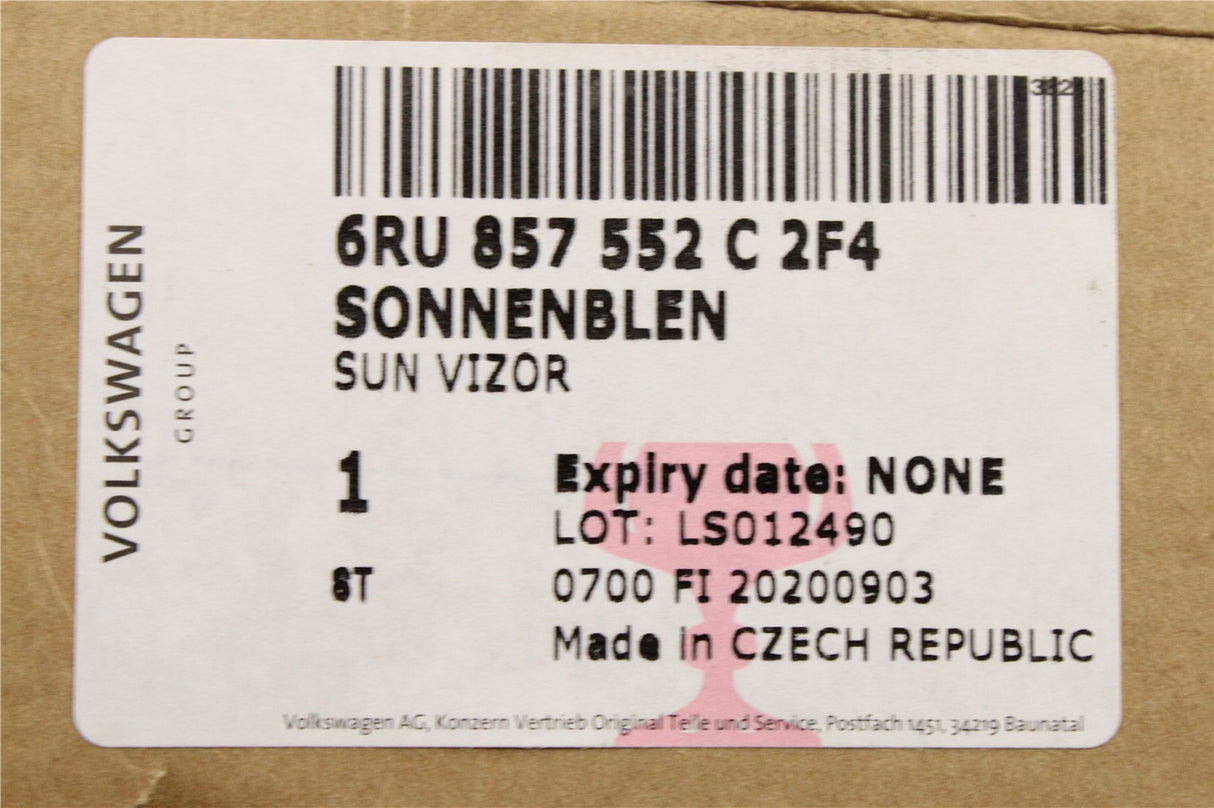 VOLKSWAGEN
GROUP
6RU 857 552 C 2F4
SONNENBLEN
SUN VIZOR
1
Expiry date: NONE
LOT: LS012490
ST
0700 FI 20200903
Made in CZECH REPUBLIC
Volkswagen AG, Konzern Vertrieb Original Teile und Service, Postfach 1451, 34219 Baunatal